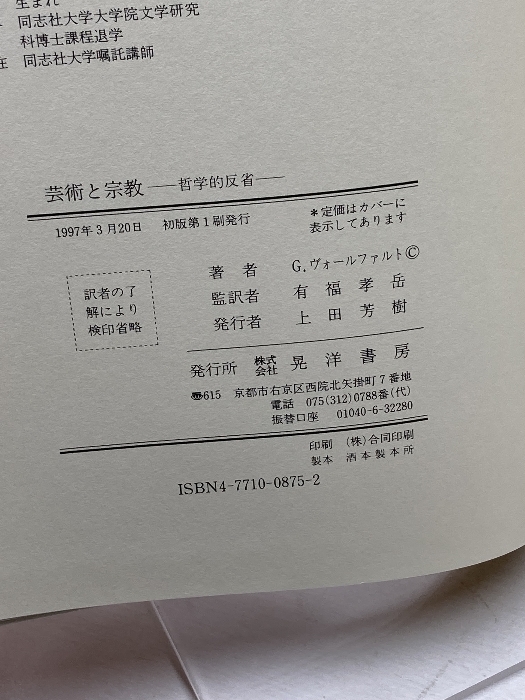 生まれ
同志社大学大学院文学研究
科博士課程退学
在 同志社大学嘱託講師
芸術と宗教──哲学的反省──
1997年3月20日 初版第1刷発行
*定価はカバーに
表示してあります
訳者の了
解により
検印省略
著者 G.ヴォールファルト©
監訳者 有福孝岳
発行者 上田芳樹
発行所 株式会社 晃洋書房
〠615 京都市右京区西院北矢掛町7番地
電話 075(312)0788番(代)
振替口座 01040-6-32280
印刷 (株)合同印刷
製本 酒本製本所
ISBN4-7710-0875-2